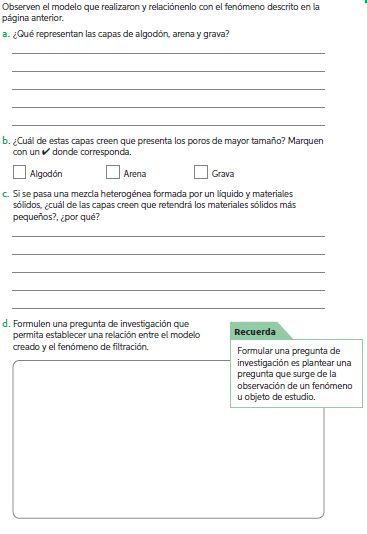 Observen el modelo que realizaron y relaciónenlo con el fenómeno descrito en la
página anterior.
a. ¿Qué representan las capas de algodón, arena y grava?
b. ¿Cuál de estas capas creen que presenta los poros de mayor tamaño? Marquen
con un ✔ donde corresponda.
Algodón Arena Grava
c. Si se pasa una mezcla heterogénea formada por un líquido y materiales
sólidos, ¿cuál de las capas creen que retendrá los materiales sólidos más
pequeños?, ¿por qué?
d. Formulen una pregunta de investigación que
permita establecer una relación entre el modelo
creado y el fenómeno de filtración.
Recuerda
Formular una pregunta de
investigación es plantear una
pregunta que surge de la
observación de un fenómeno
u objeto de estudio.